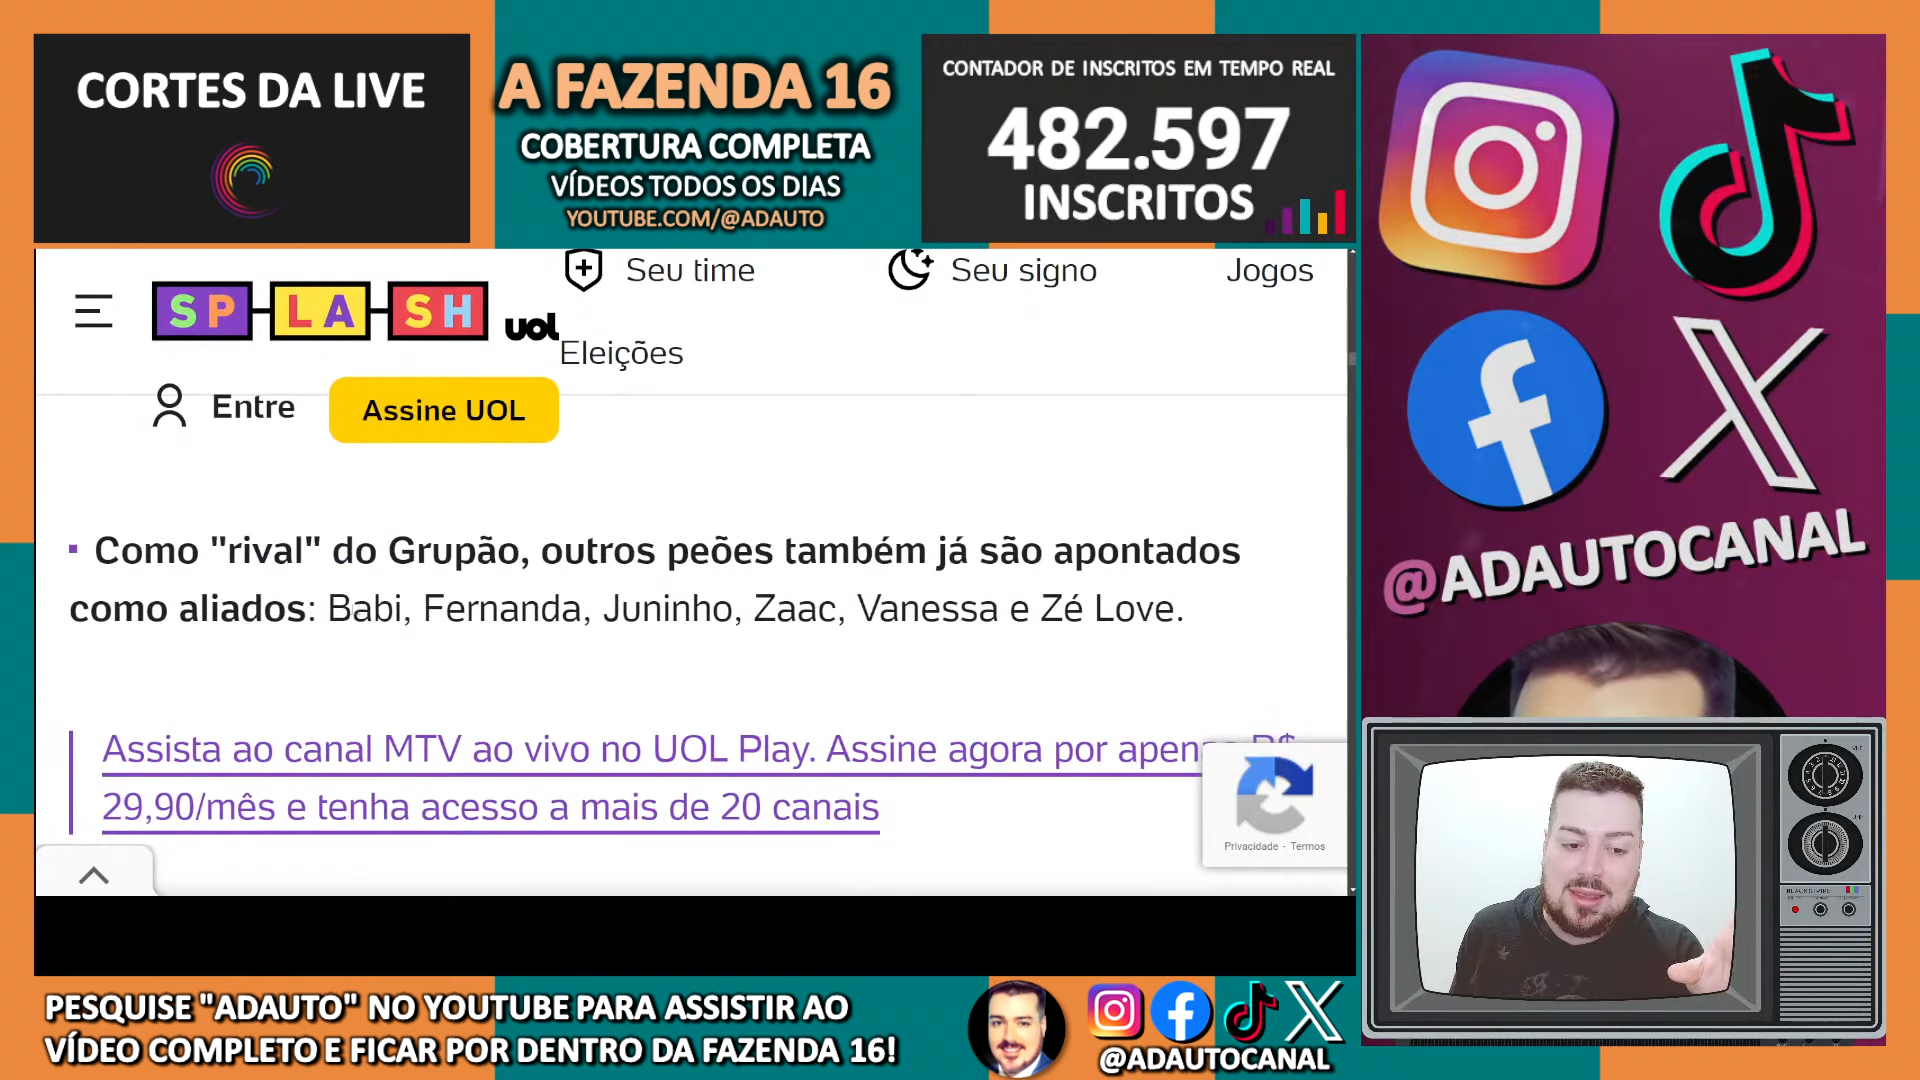 CORTES DA LIVE
A FAZENDA 16
COBERTURA COMPLETA
VÍDEOS TODOS OS DIAS
YOUTUBE.COM/@ADAUTO
CONTADOR DE INSCRITOS EM TEMPO REAL
482.597
INSCRITOS
SPLASH uol
Seu time
Seu signo
Jogos
Eleições
Entre
Assine UOL
Como "rival" do Grupão, outros peões também já são apontados
como aliados: Babi, Fernanda, Juninho, Zaac, Vanessa e Zé Love.
Assista ao canal MTV ao vivo no UOL Play. Assine agora por apenas R$
29,90/mês e tenha acesso a mais de 20 canais
Privacidade - Termos
@ADAUTOCANAL
BLACKSTRIPE
PESQUISE "ADAUTO" NO YOUTUBE PARA ASSISTIR AO
VÍDEO COMPLETO E FICAR POR DENTRO DA FAZENDA 16!
@ADAUTOCANAL